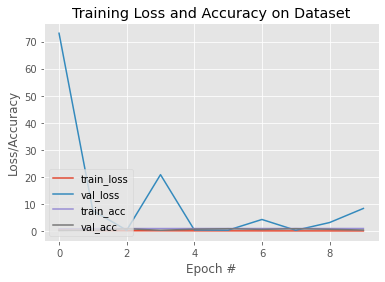 Training Loss and Accuracy on Dataset
Loss/Accuracy
70
60
50
40
30
20
10
0
train_loss
val_loss
train_acc
val_acc
0 2 4 6 8
Epoch #